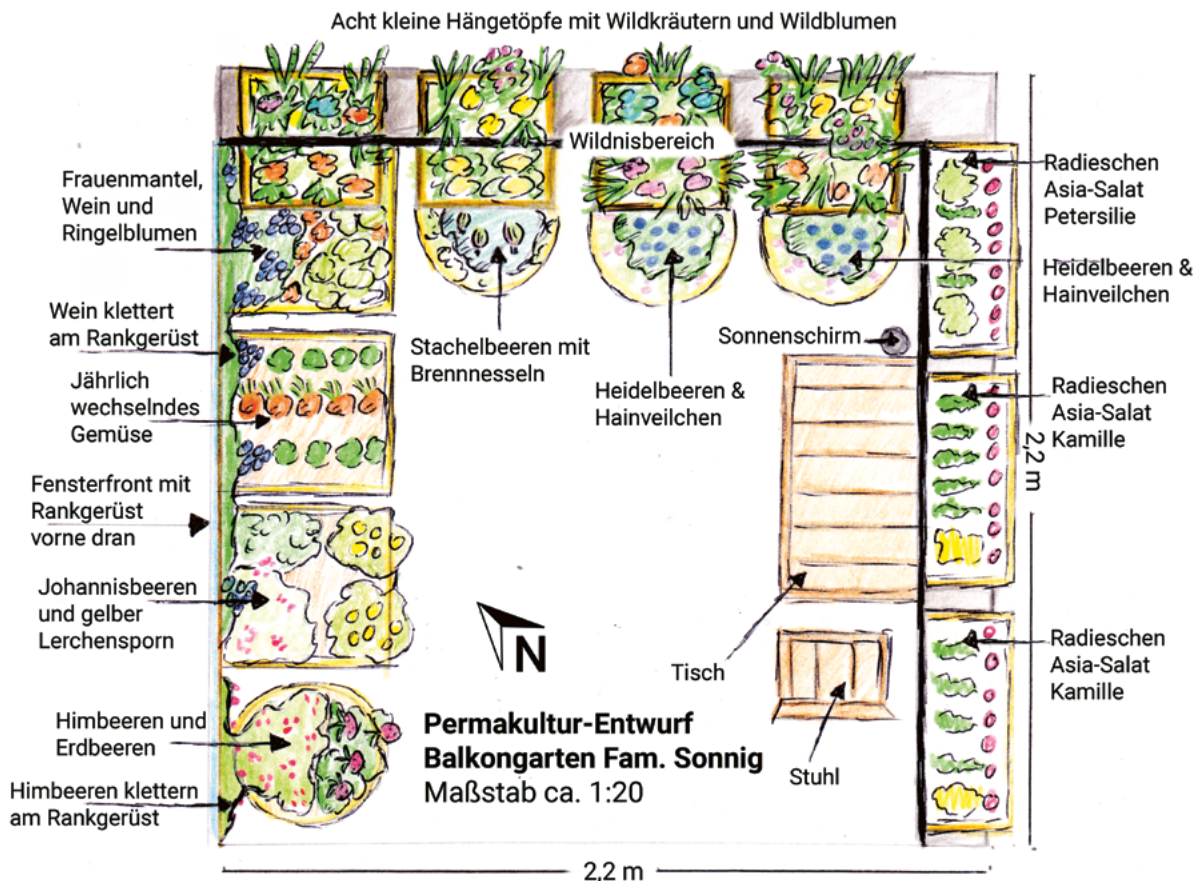 Acht kleine Hängetöpfe mit Wildkräutern und Wildblumen
Wildnisbereich
Frauenmantel,
Wein und
Ringelblumen
Wein klettert
am Rankgerüst
Jährlich
wechselndes
Gemüse
Fensterfront mit
Rankgerüst
vorne dran
Johannisbeeren
und gelber
Lerchensporn
Himbeeren und
Erdbeeren
Himbeeren klettern
am Rankgerüst
Stachelbeeren mit
Brennnesseln
Heidelbeeren &
Hainveilchen
Sonnenschirm
Radieschen
Asia-Salat
Petersilie
Heidelbeeren &
Hainveilchen
Radieschen
Asia-Salat
Kamille
2,2 m
Radieschen
Asia-Salat
Kamille
Tisch
Stuhl
N
Permakultur-Entwurf
Balkongarten Fam. Sonnig
Maßstab ca. 1:20
2,2 m